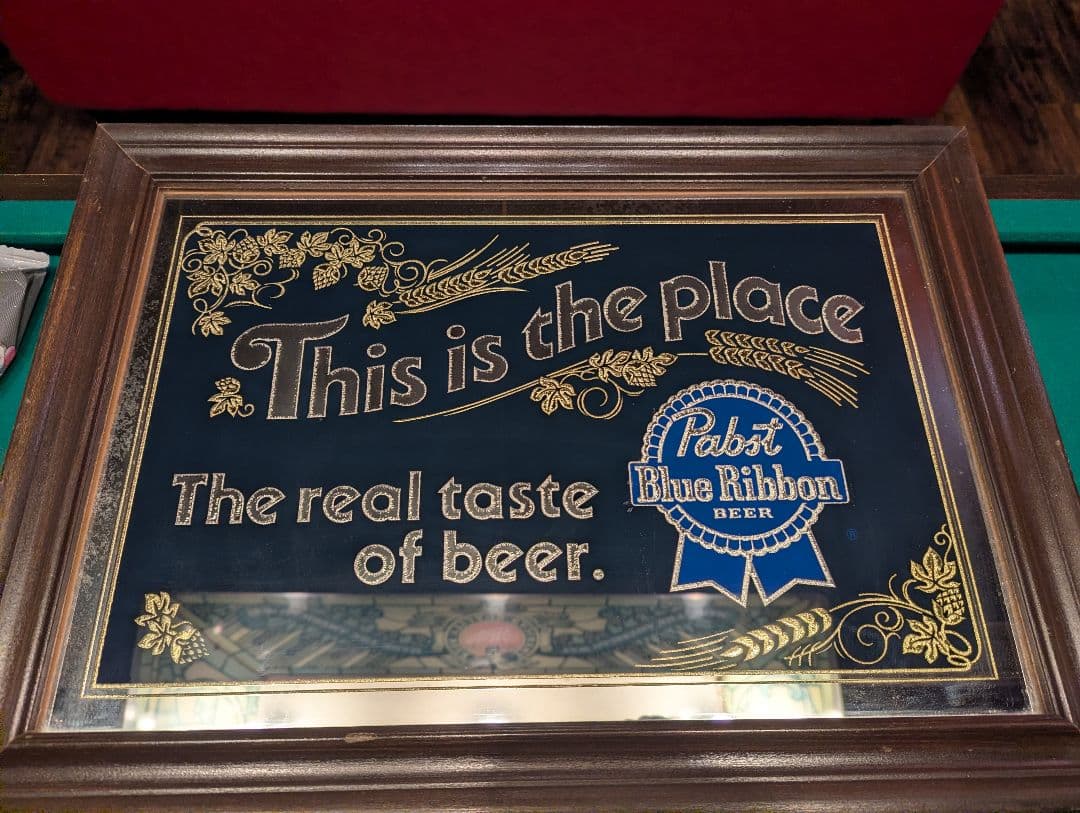 This is the place
The real taste
of beer.
Pabst
Blue Ribbon
BEER
®